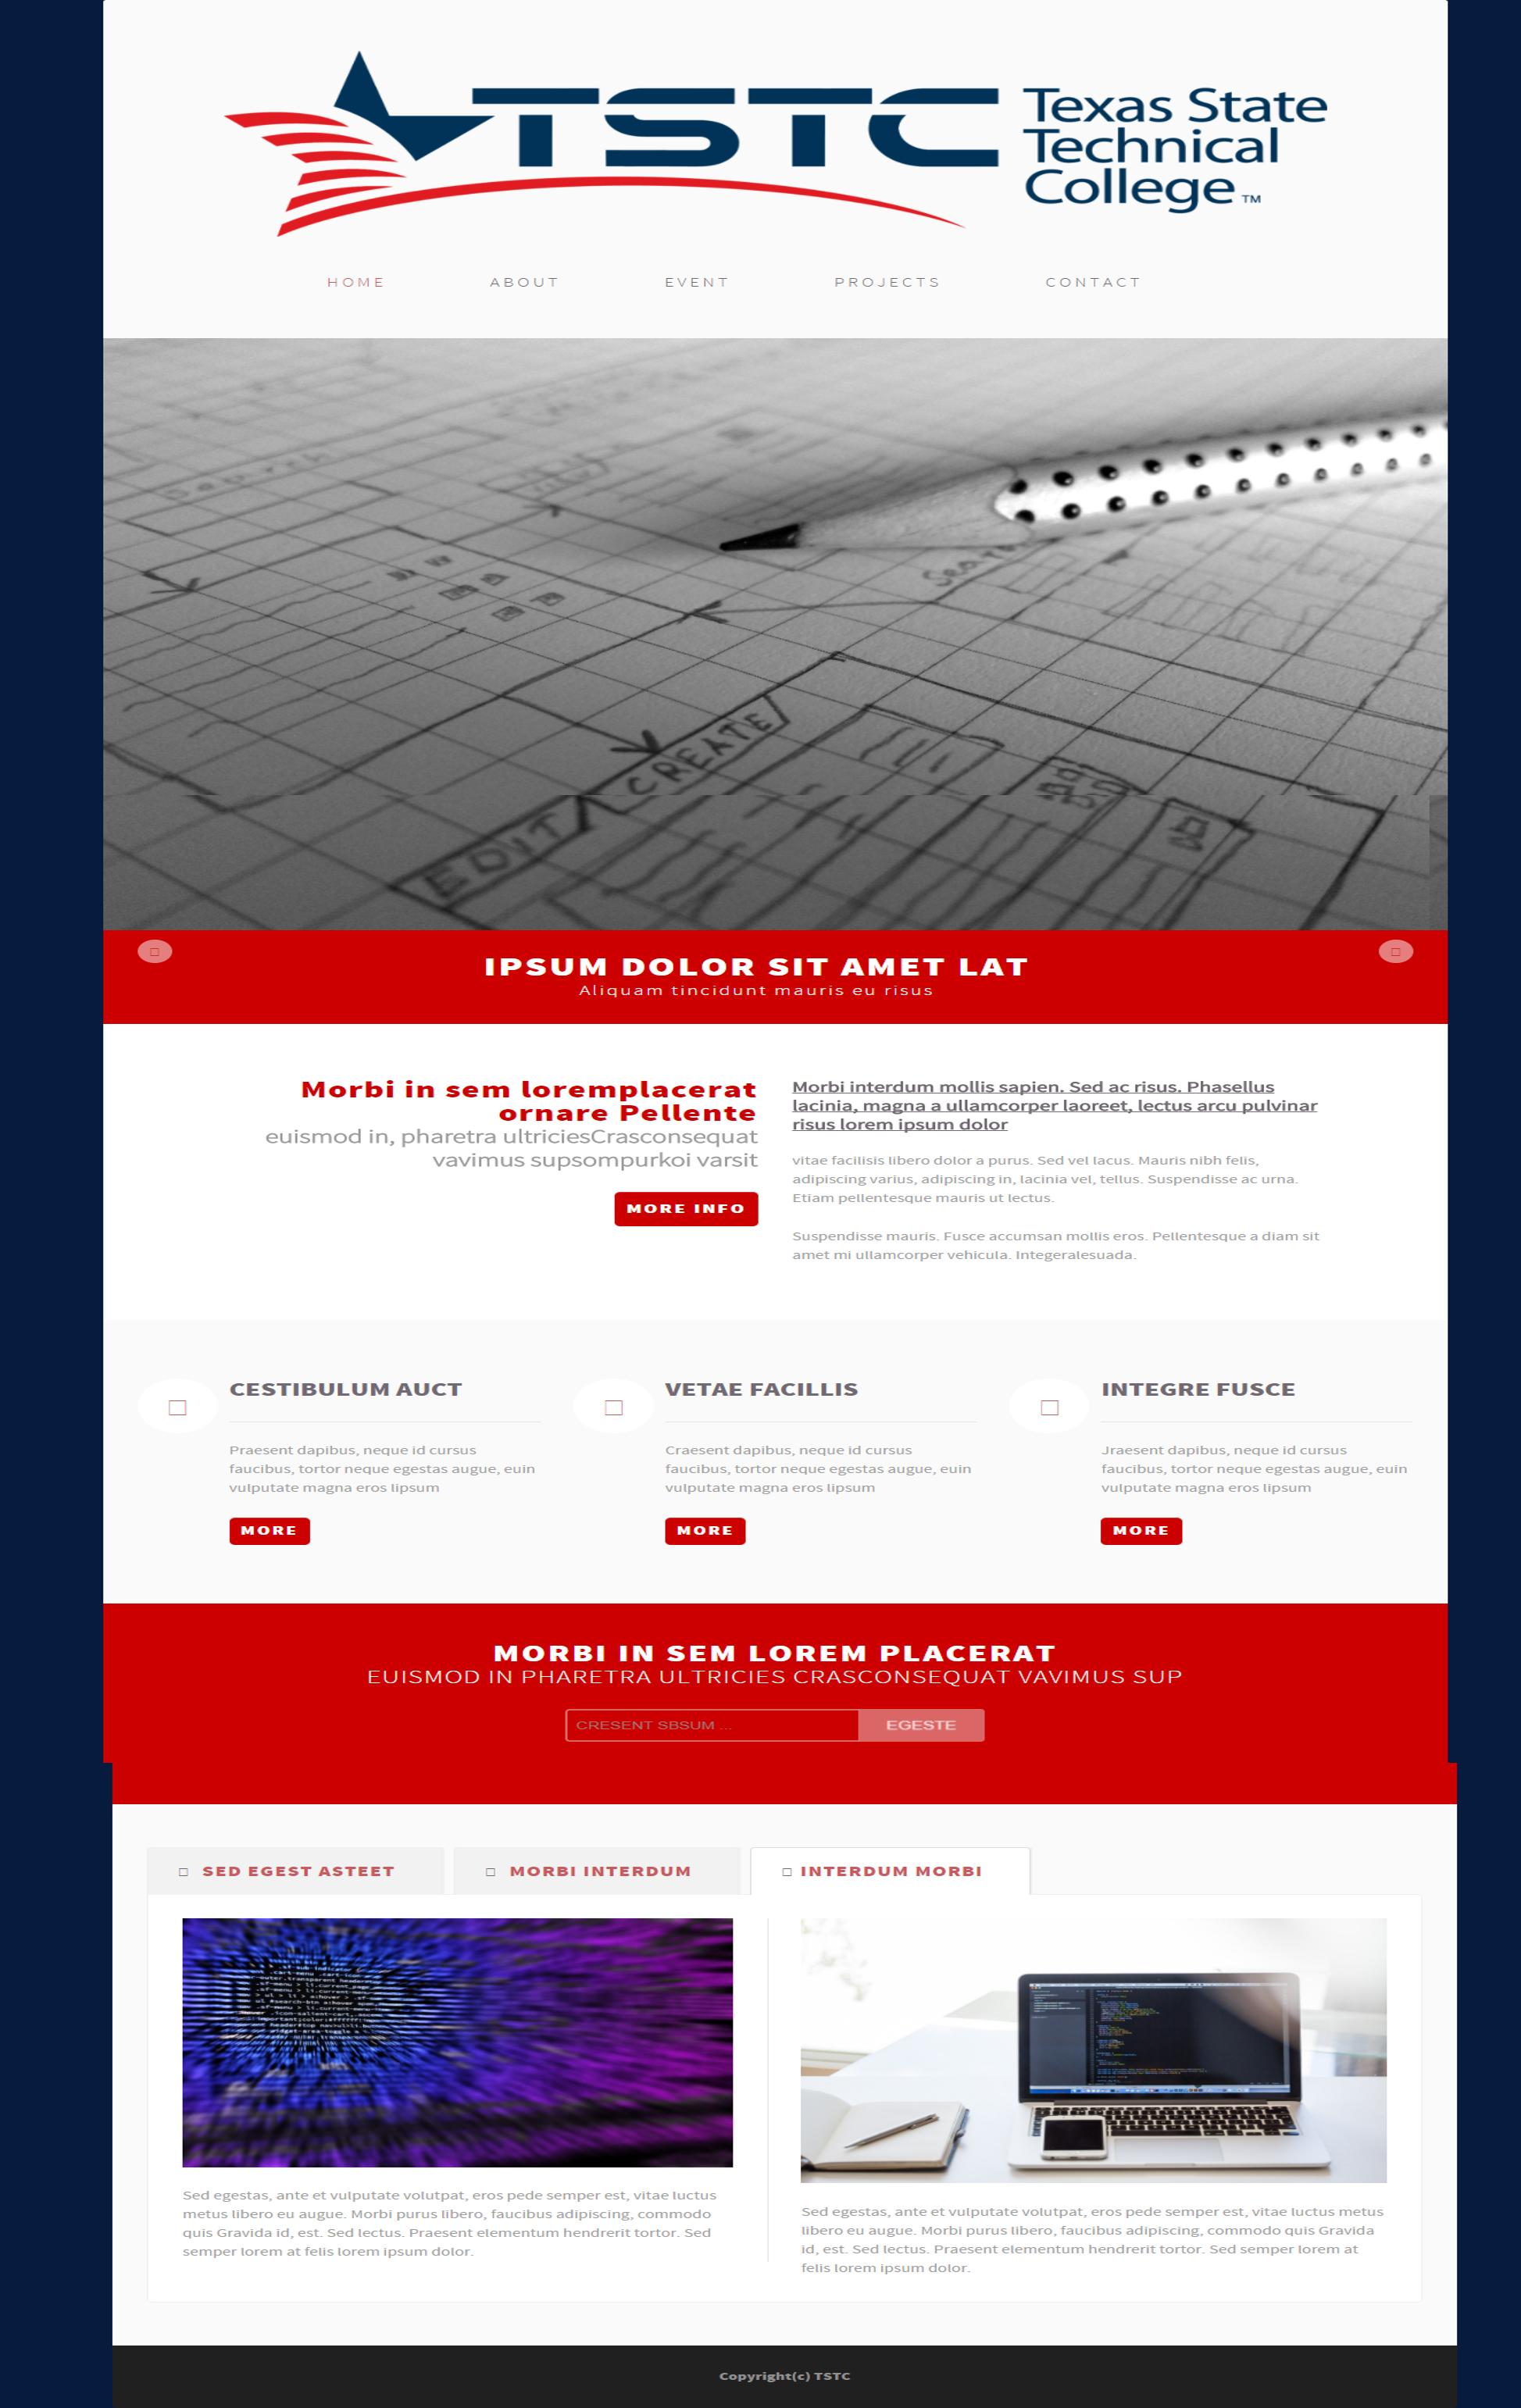 TSTC
Texas State
Technical
College ™
HOME ABOUT EVENT PROJECTS CONTACT
Search
CREATE
EDIT
IPSUM DOLOR SIT AMET LAT
Aliquam tincidunt mauris eu risus
Morbi in sem loremplacerat
ornare Pellente
euismod in, pharetra ultriciesCrasconsequat
vavimus supsompurkoi varsit
MORE INFO
Morbi interdum mollis sapien. Sed ac risus. Phasellus
lacinia, magna a ullamcorper laoreet, lectus arcu pulvinar
risus lorem ipsum dolor
vitae facilisis libero dolor a purus. Sed vel lacus. Mauris nibh felis,
adipiscing varius, adipiscing in, lacinia vel, tellus. Suspendisse ac urna.
Etiam pellentesque mauris ut lectus.
Suspendisse mauris. Fusce accumsan mollis eros. Pellentesque a diam sit
amet mi ullamcorper vehicula. Integeralesuada.
CESTIBULUM AUCT
Praesent dapibus, neque id cursus
faucibus, tortor neque egestas augue, euin
vulputate magna eros lipsum
MORE
VETAE FACILLIS
Craesent dapibus, neque id cursus
faucibus, tortor neque egestas augue, euin
vulputate magna eros lipsum
MORE
INTEGRE FUSCE
Jraesent dapibus, neque id cursus
faucibus, tortor neque egestas augue, euin
vulputate magna eros lipsum
MORE
MORBI IN SEM LOREM PLACERAT
EUISMOD IN PHARETRA ULTRICIES CRASCONSEQUAT VAVIMUS SUP
CRESENT SBSUM ... EGESTE
SED EGEST ASTEET MORBI INTERDUM INTERDUM MORBI
Sed egestas, ante et vulputate volutpat, eros pede semper est, vitae luctus
metus libero eu augue. Morbi purus libero, faucibus adipiscing, commodo
quis Gravida id, est. Sed lectus. Praesent elementum hendrerit tortor. Sed
semper lorem at felis lorem ipsum dolor.
Sed egestas, ante et vulputate volutpat, eros pede semper est, vitae luctus metus
libero eu augue. Morbi purus libero, faucibus adipiscing, commodo quis Gravida
id, est. Sed lectus. Praesent elementum hendrerit tortor. Sed semper lorem at
felis lorem ipsum dolor.
Copyright(c) TSTC